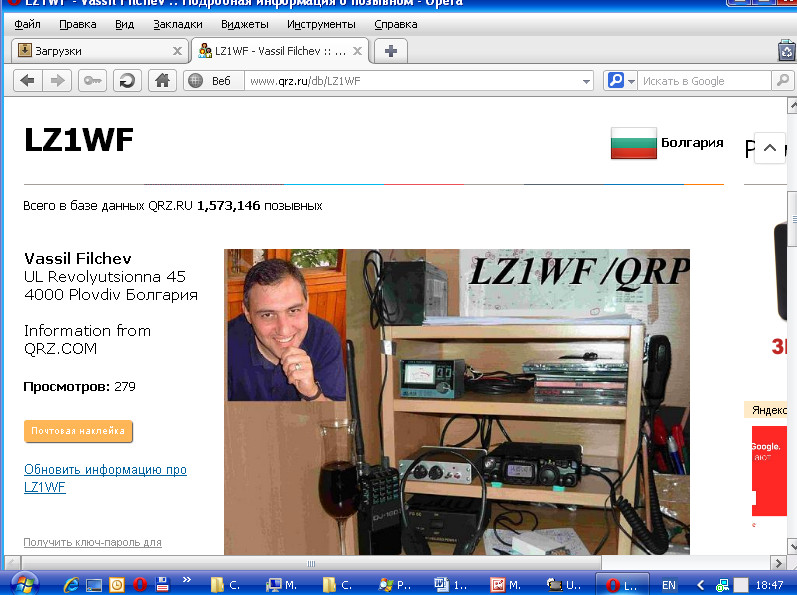 LZ1WF - Vassil Filchev :: Подробная информация о позывном - Opera
Файл Правка Вид Закладки Виджеты Инструменты Справка
Загрузки
LZ1WF - Vassil Filchev :: ...
Веб www.qrz.ru/db/LZ1WF Искать в Google
LZ1WF
Болгария
Всего в базе данных QRZ.RU 1,573,146 позывных
Vassil Filchev
UL Revolyutsionna 45
4000 Plovdiv Болгария
Information from
QRZ.COM
Просмотров: 279
Почтовая наклейка
Обновить информацию про
LZ1WF
Получить ключ-пароль для
LZ1WF /QRP
DJ-180
Яндекс
Google.
ают
С.
М.
С.
Р..
1..
М.
U..
L..
EN
18:47